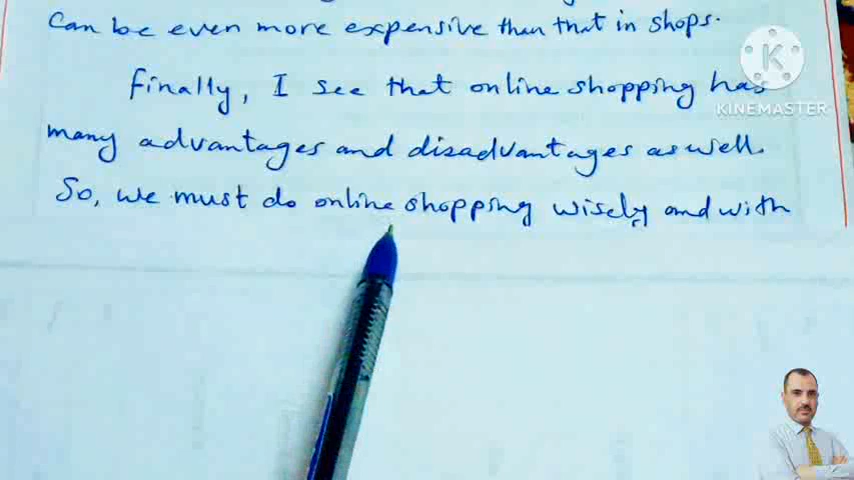 can be even more expensive than that in shops.
KINEMASTER
Finally, I see that online shopping has
many advantages and disadvantages as well.
So, we must do online shopping wisely and with